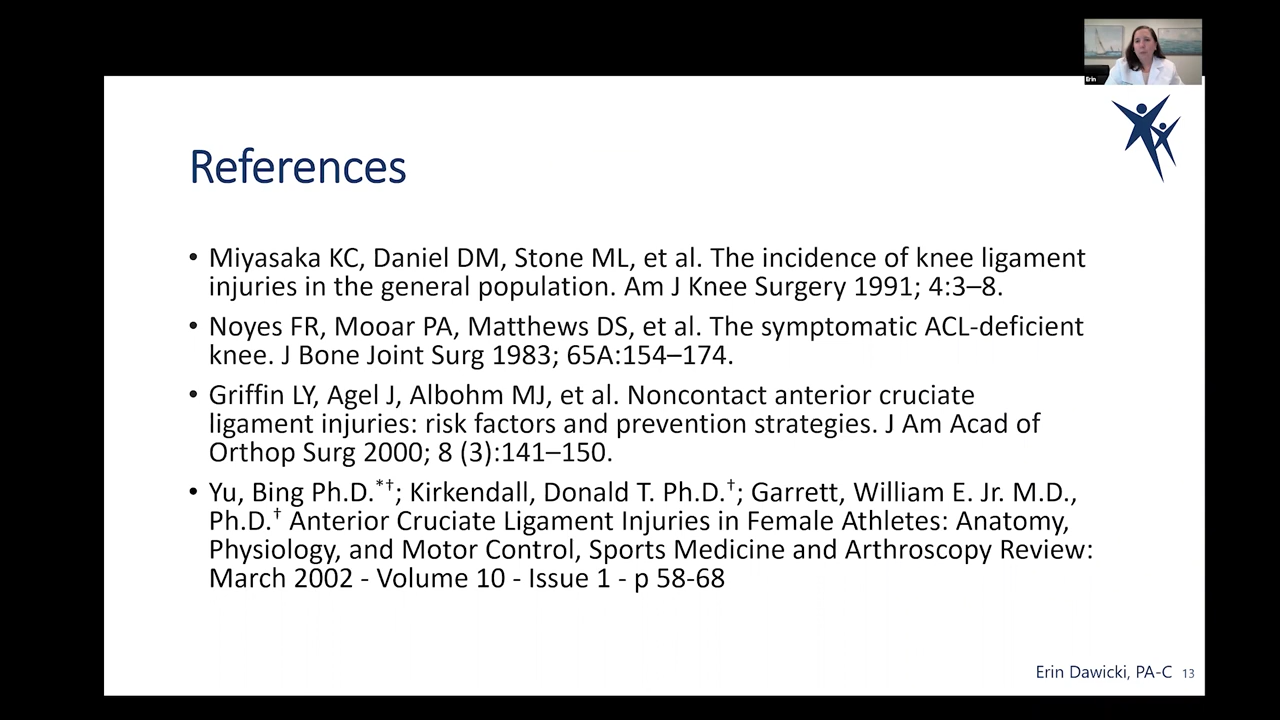 Erin
References
• Miyasaka KC, Daniel DM, Stone ML, et al. The incidence of knee ligament
injuries in the general population. Am J Knee Surgery 1991; 4:3–8.
• Noyes FR, Mooar PA, Matthews DS, et al. The symptomatic ACL-deficient
knee. J Bone Joint Surg 1983; 65A:154–174.
• Griffin LY, Agel J, Albohm MJ, et al. Noncontact anterior cruciate
ligament injuries: risk factors and prevention strategies. J Am Acad of
Orthop Surg 2000; 8 (3):141–150.
• Yu, Bing Ph.D.*†; Kirkendall, Donald T. Ph.D.†; Garrett, William E. Jr. M.D.,
Ph.D.† Anterior Cruciate Ligament Injuries in Female Athletes: Anatomy,
Physiology, and Motor Control, Sports Medicine and Arthroscopy Review:
March 2002 - Volume 10 - Issue 1 - p 58-68
Erin Dawicki, PA-C 13